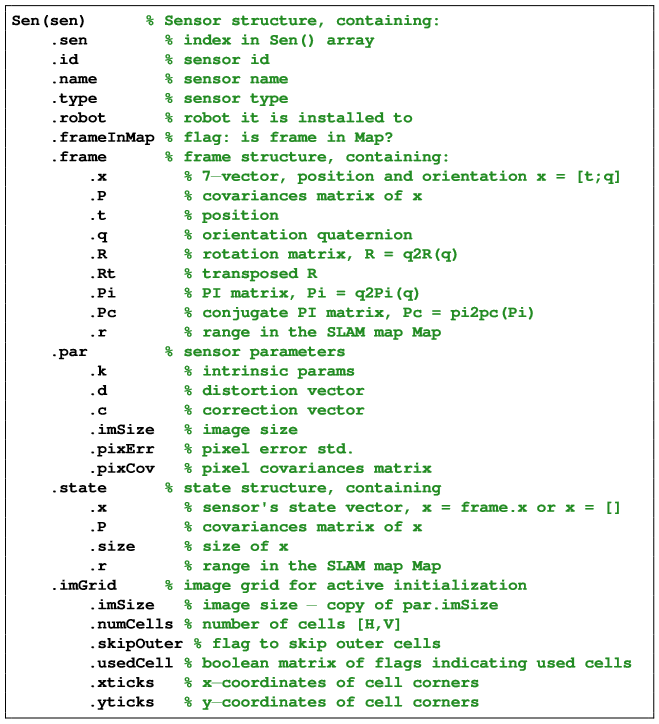 Sen(sen) % Sensor structure, containing:
.sen % index in Sen() array
.id % sensor id
.name % sensor name
.type % sensor type
.robot % robot it is installed to
.frameInMap % flag: is frame in Map?
.frame % frame structure, containing:
.x % 7—vector, position and orientation x = [t;q]
.P % covariances matrix of x
.t % position
.q % orientation quaternion
.R % rotation matrix, R = q2R(q)
.Rt % transposed R
.Pi % PI matrix, Pi = q2Pi(q)
.Pc % conjugate PI matrix, Pc = pi2pc(Pi)
.r % range in the SLAM map Map
.par % sensor parameters
.k % intrinsic params
.d % distortion vector
.c % correction vector
.imSize % image size
.pixErr % pixel error std.
.pixCov % pixel covariances matrix
.state % state structure, containing
.x % sensor's state vector, x = frame.x or x = []
.P % covariances matrix of x
.size % size of x
.r % range in the SLAM map Map
.imGrid % image grid for active initialization
.imSize % image size — copy of par.imSize
.numCells % number of cells [H,V]
.skipOuter % flag to skip outer cells
.usedCell % boolean matrix of flags indicating used cells
.xticks % x—coordinates of cell corners
.yticks % y—coordinates of cell corners